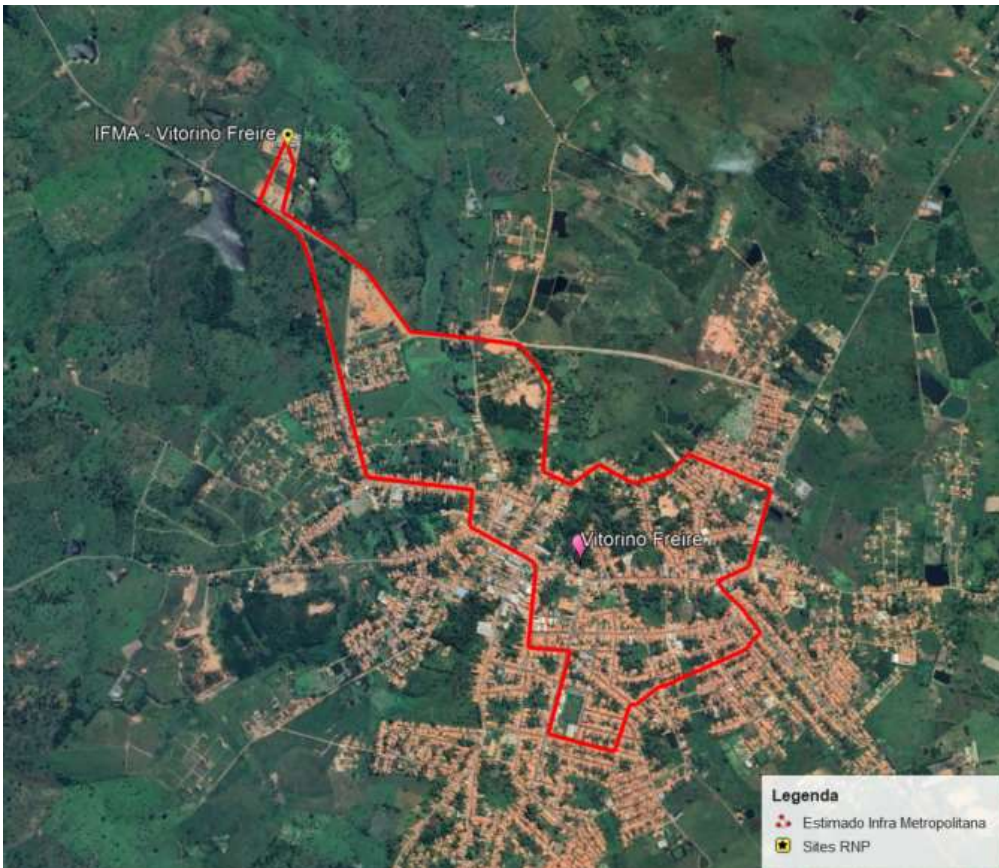 IFMA - Vitorino Freire
Vitorino Freire
Legenda
Estimado Infra Metropolitana
Sites RNP